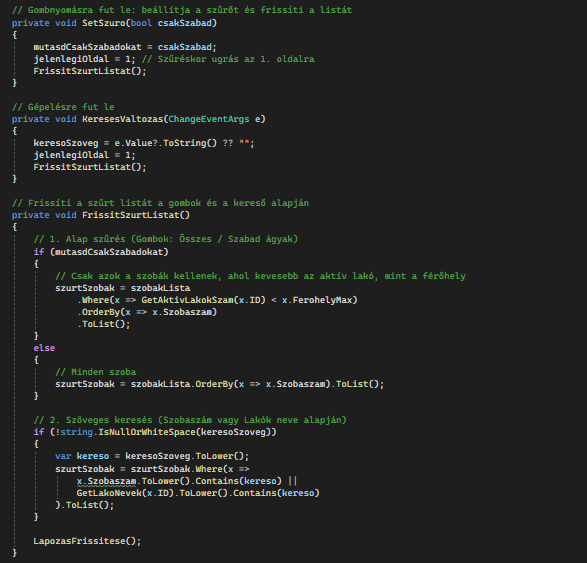 // Gombnyomásra fut le: beállítja a szűrőt és frissíti a listát
private void SetSzuro(bool csakSzabad)
{
    mutasdCsakSzabadokat = csakSzabad;
    jelenlegiOldal = 1; // Szűréskor ugrás az 1. oldalra
    FrissitSzurtListat();
}

// Gépelésre fut le
private void KeresesValtozas(ChangeEventArgs e)
{
    keresoSzoveg = e.Value?.ToString() ?? "";
    jelenlegiOldal = 1;
    FrissitSzurtListat();
}

// Frissíti a szűrt listát a gombok és a kereső alapján
private void FrissitSzurtListat()
{
    // 1. Alap szűrés (Gombok: Összes / Szabad ágyak)
    if (mutasdCsakSzabadokat)
    {
        // Csak azok a szobák kellenek, ahol kevesebb az aktív lakó, mint a férőhely
        szurtSzobak = szobakLista
            .Where(x => GetAktivLakokSzam(x.ID) < x.FerohelyMax)
            .OrderBy(x => x.Szobaszam)
            .ToList();
    }
    else
    {
        // Minden szoba
        szurtSzobak = szobakLista.OrderBy(x => x.Szobaszam).ToList();
    }

    // 2. Szöveges keresés (Szobaszám vagy Lakók neve alapján)
    if (!string.IsNullOrWhiteSpace(keresoSzoveg))
    {
        var kereso = keresoSzoveg.ToLower();
        szurtSzobak = szurtSzobak.Where(x =>
            x.Szobaszam.ToLower().Contains(kereso) ||
            GetLakoNevek(x.ID).ToLower().Contains(kereso)
        ).ToList();
    }

    LapozasFrissitese();
}